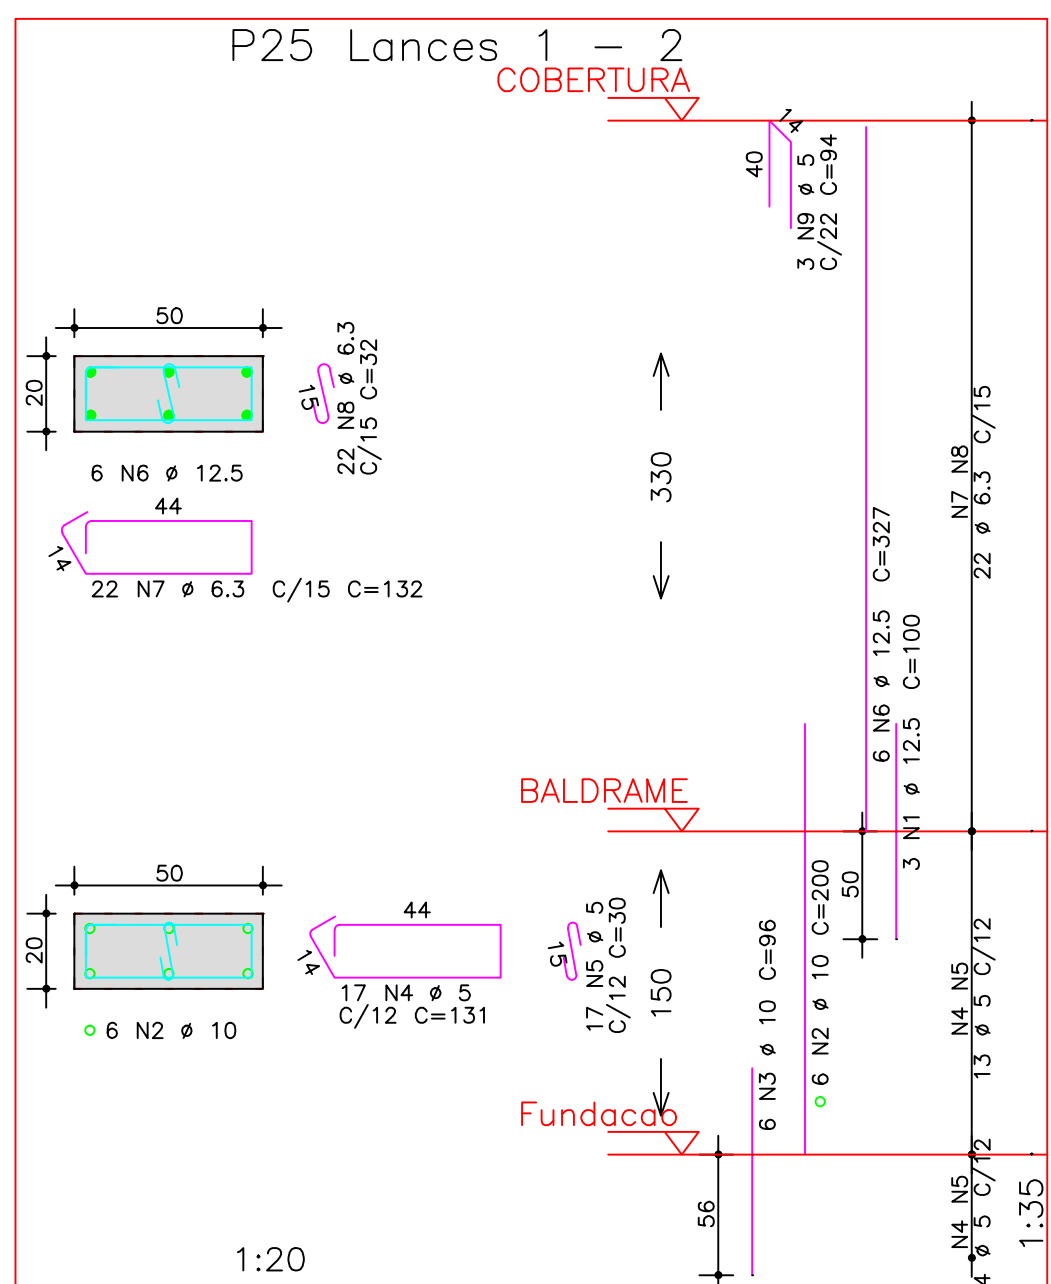 P25 Lances 1 - 2
COBERTURA
14
40
3 N9 ø 5
C/22 C=94
50
20
15
22 N8 ø 6.3
C/15 C=32
6 N6 ø 12.5
44
14
22 N7 ø 6.3 C/15 C=132
330
6 N6 ø 12.5 C=327
3 N1 ø 12.5 C=100
N7 N8
22 ø 6.3 C/15
BALDRAME
50
50
20
44
14
17 N4 ø 5
C/12 C=131
15
17 N5 ø 5
C/12 C=30
6 N2 ø 10
150
6 N3 ø 10 C=96
6 N2 ø 10 C=200
N4 N5
13 ø 5 C/12
Fundacao
56
N4 N5
4 ø 5 C/12
1:20
1:35